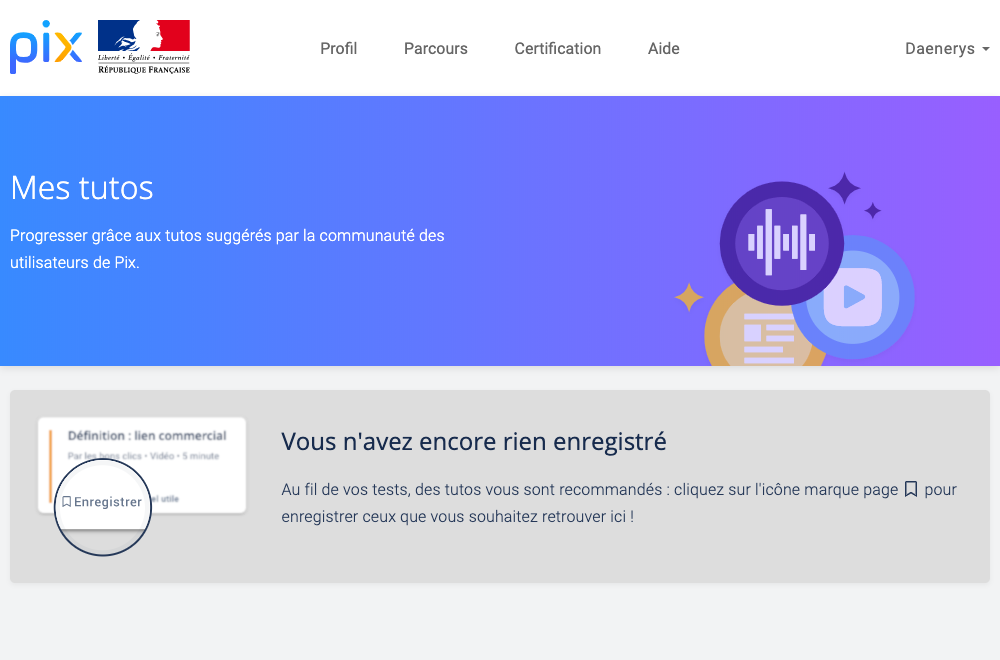 pix
Liberté • Égalité • Fraternité
RÉPUBLIQUE FRANÇAISE
Profil
Parcours
Certification
Aide
Daenerys
Mes tutos
Progresser grâce aux tutos suggérés par la communauté des
utilisateurs de Pix.
Définition : lien commercial
Par les bons clics • Vidéo • 5 minute
Enregistrer
el utile
Vous n'avez encore rien enregistré
Au fil de vos tests, des tutos vous sont recommandés : cliquez sur l'icône marque page pour
enregistrer ceux que vous souhaitez retrouver ici !